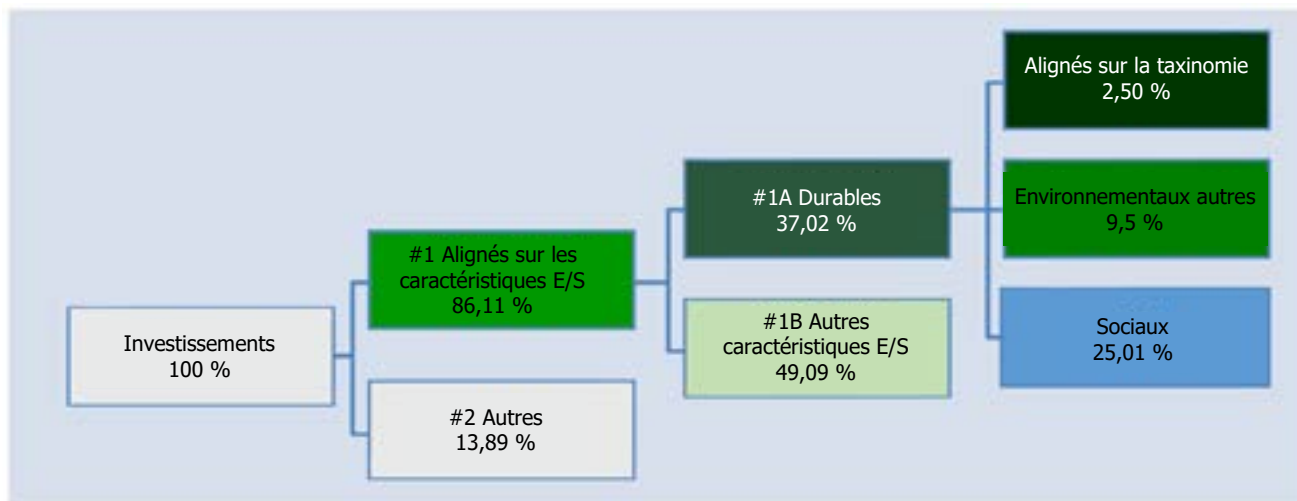 Investissements
100 %
#1 Alignés sur les
caractéristiques E/S
86,11 %
#2 Autres
13,89 %
#1A Durables
37,02 %
#1B Autres
caractéristiques E/S
49,09 %
Alignés sur la taxinomie
2,50 %
Environnementaux autres
9,5 %
Sociaux
25,01 %